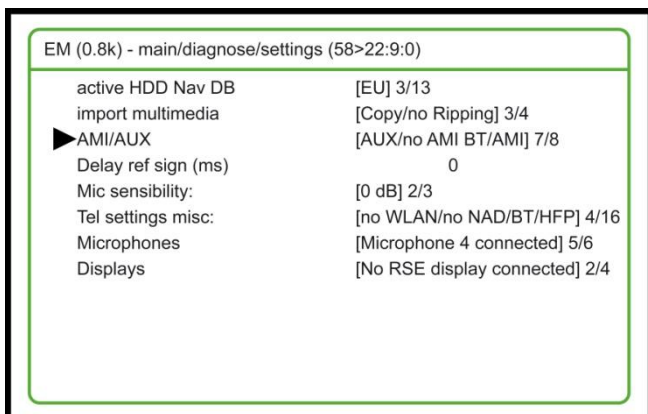 EM (0.8k) - main/diagnose/settings (58>22:9:0)
active HDD Nav DB [EU] 3/13
import multimedia [Copy/no Ripping] 3/4
AMI/AUX [AUX/no AMI BT/AMI] 7/8
Delay ref sign (ms) 0
Mic sensibility: [0 dB] 2/3
Tel settings misc: [no WLAN/no NAD/BT/HFP] 4/16
Microphones [Microphone 4 connected] 5/6
Displays [No RSE display connected] 2/4